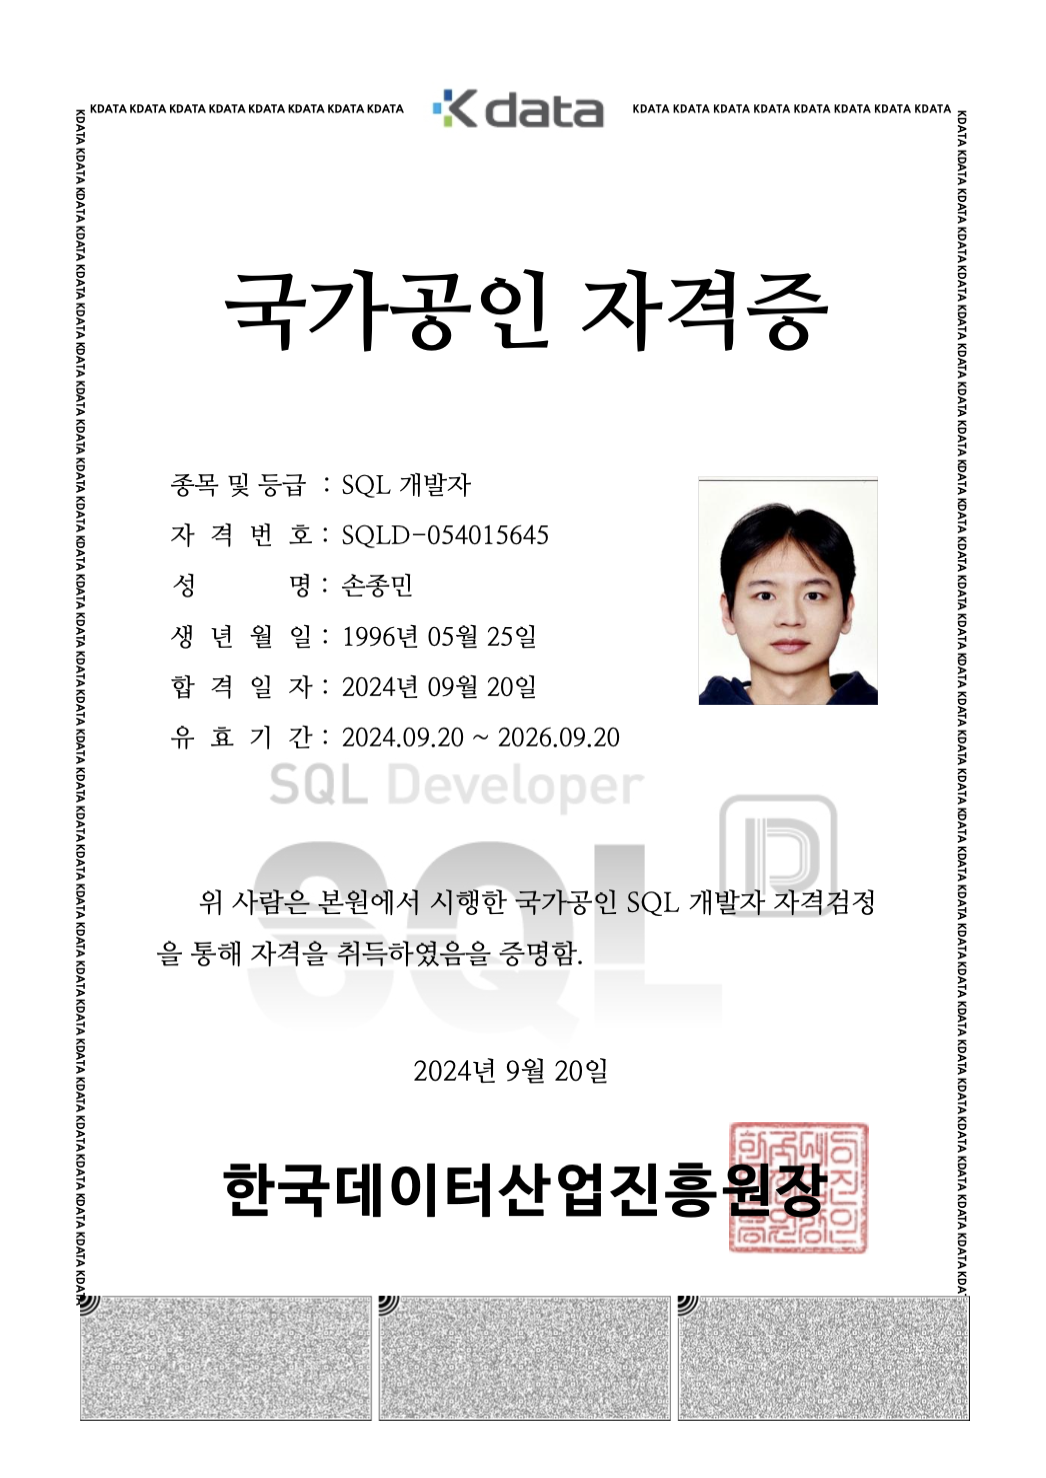 KDATA KDATA KDATA KDATA KDATA KDATA KDATA KDATA
K data
KDATA KDATA KDATA KDATA KDATA KDATA KDATA KDATA
국가공인 자격증
종목 및 등급 : SQL 개발자
자 격 번 호 : SQLD-054015645
성 명 : 손종민
생 년 월 일 : 1996년 05월 25일
합 격 일 자 : 2024년 09월 20일
유 효 기 간 : 2024.09.20 ~ 2026.09.20
SQL Developer
SQL D
위 사람은 본원에서 시행한 국가공인 SQL 개발자 자격검정
을 통해 자격을 취득하였음을 증명함.
2024년 9월 20일
한국데이터산업진흥원장